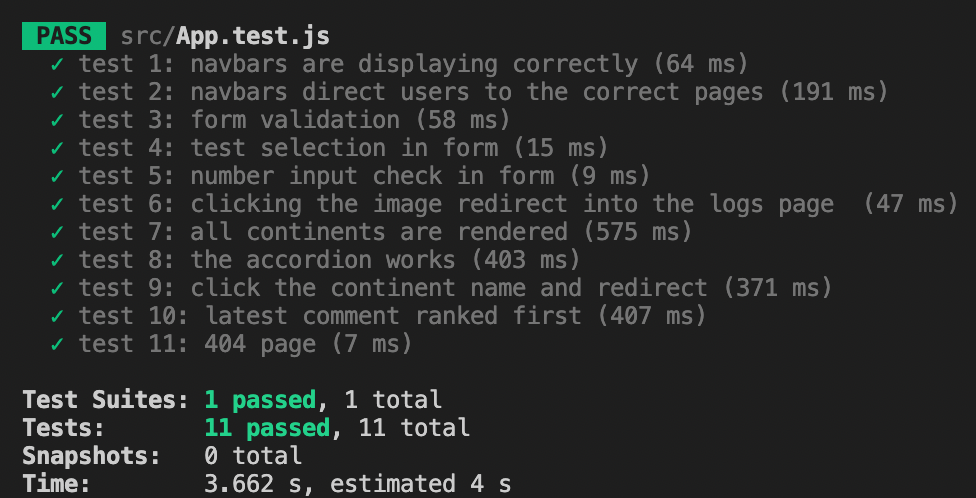 PASS src/App.test.js
✓ test 1: navbars are displaying correctly (64 ms)
✓ test 2: navbars direct users to the correct pages (191 ms)
✓ test 3: form validation (58 ms)
✓ test 4: test selection in form (15 ms)
✓ test 5: number input check in form (9 ms)
✓ test 6: clicking the image redirect into the logs page  (47 ms)
✓ test 7: all continents are rendered (575 ms)
✓ test 8: the accordion works (403 ms)
✓ test 9: click the continent name and redirect (371 ms)
✓ test 10: latest comment ranked first (407 ms)
✓ test 11: 404 page (7 ms)
Test Suites: 1 passed, 1 total
Tests:       11 passed, 11 total
Snapshots:   0 total
Time:        3.662 s, estimated 4 s